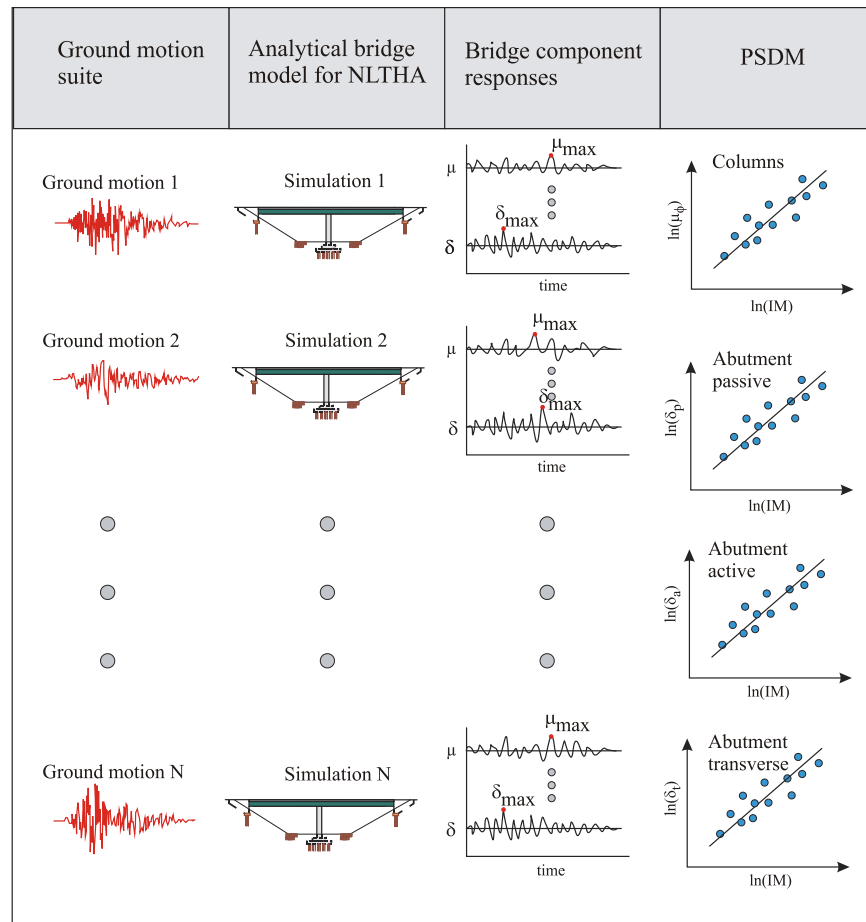 Ground motion
suite
Analytical bridge
model for NLTHA
Bridge component
responses
PSDM
Ground motion 1
Simulation 1
μ
μmax
δmax
δ
time
Columns
ln(μϕ)
ln(IM)
Ground motion 2
Simulation 2
μ
μmax
δmax
δ
time
Abutment
passive
ln(δp)
ln(IM)
Abutment
active
ln(δa)
ln(IM)
Ground motion N
Simulation N
μ
μmax
δmax
δ
time
Abutment
transverse
ln(δt)
ln(IM)